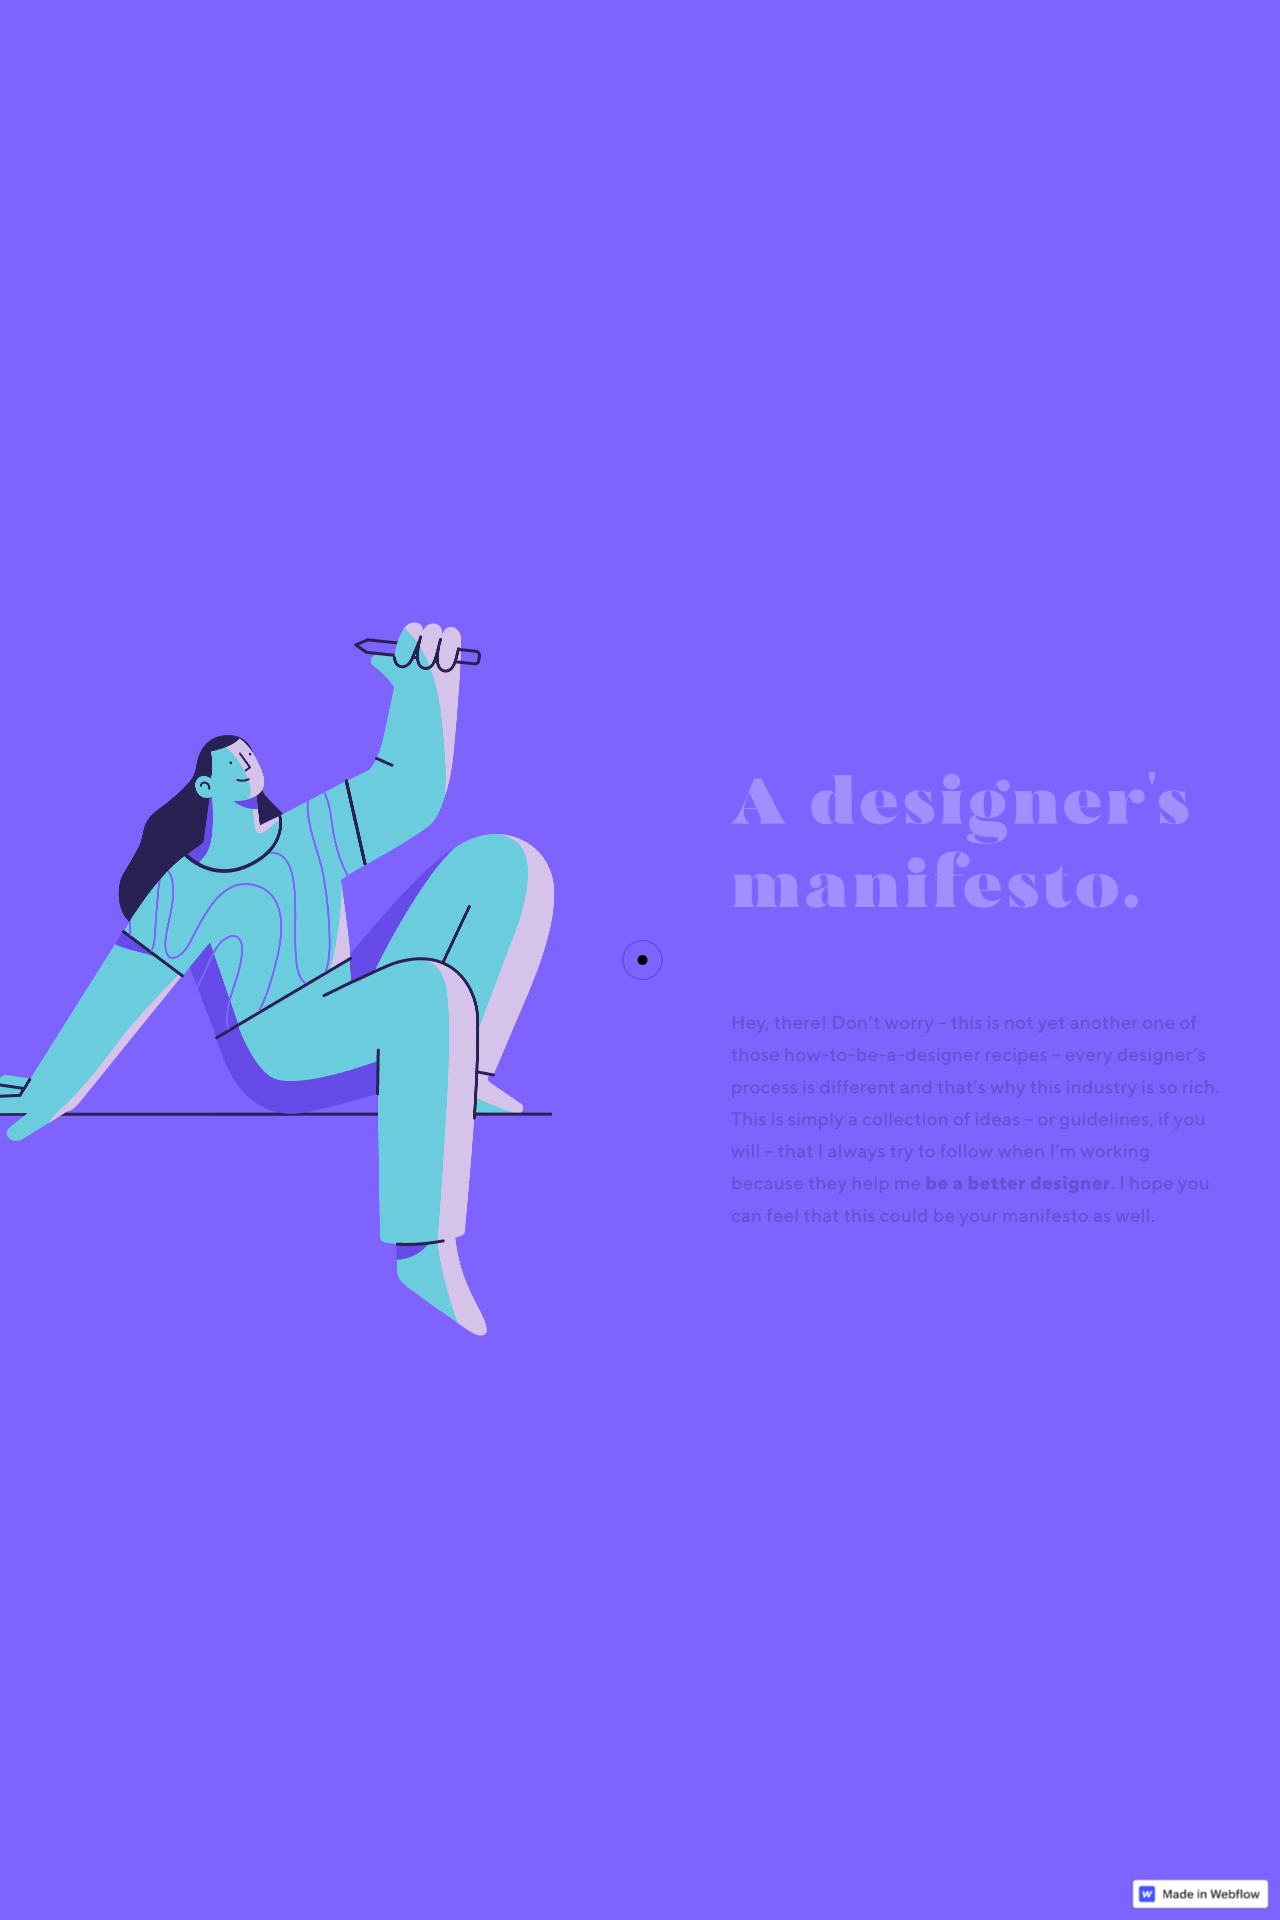 A designer's
manifesto.
Hey, there! Don’t worry – this is not yet another one of
those how-to-be-a-designer recipes – every designer’s
process is different and that’s why this industry is so rich.
This is simply a collection of ideas – or guidelines, if you
will – that I always try to follow when I’m working
because they help me be a better designer. I hope you
can feel that this could be your manifesto as well.
Made in Webflow